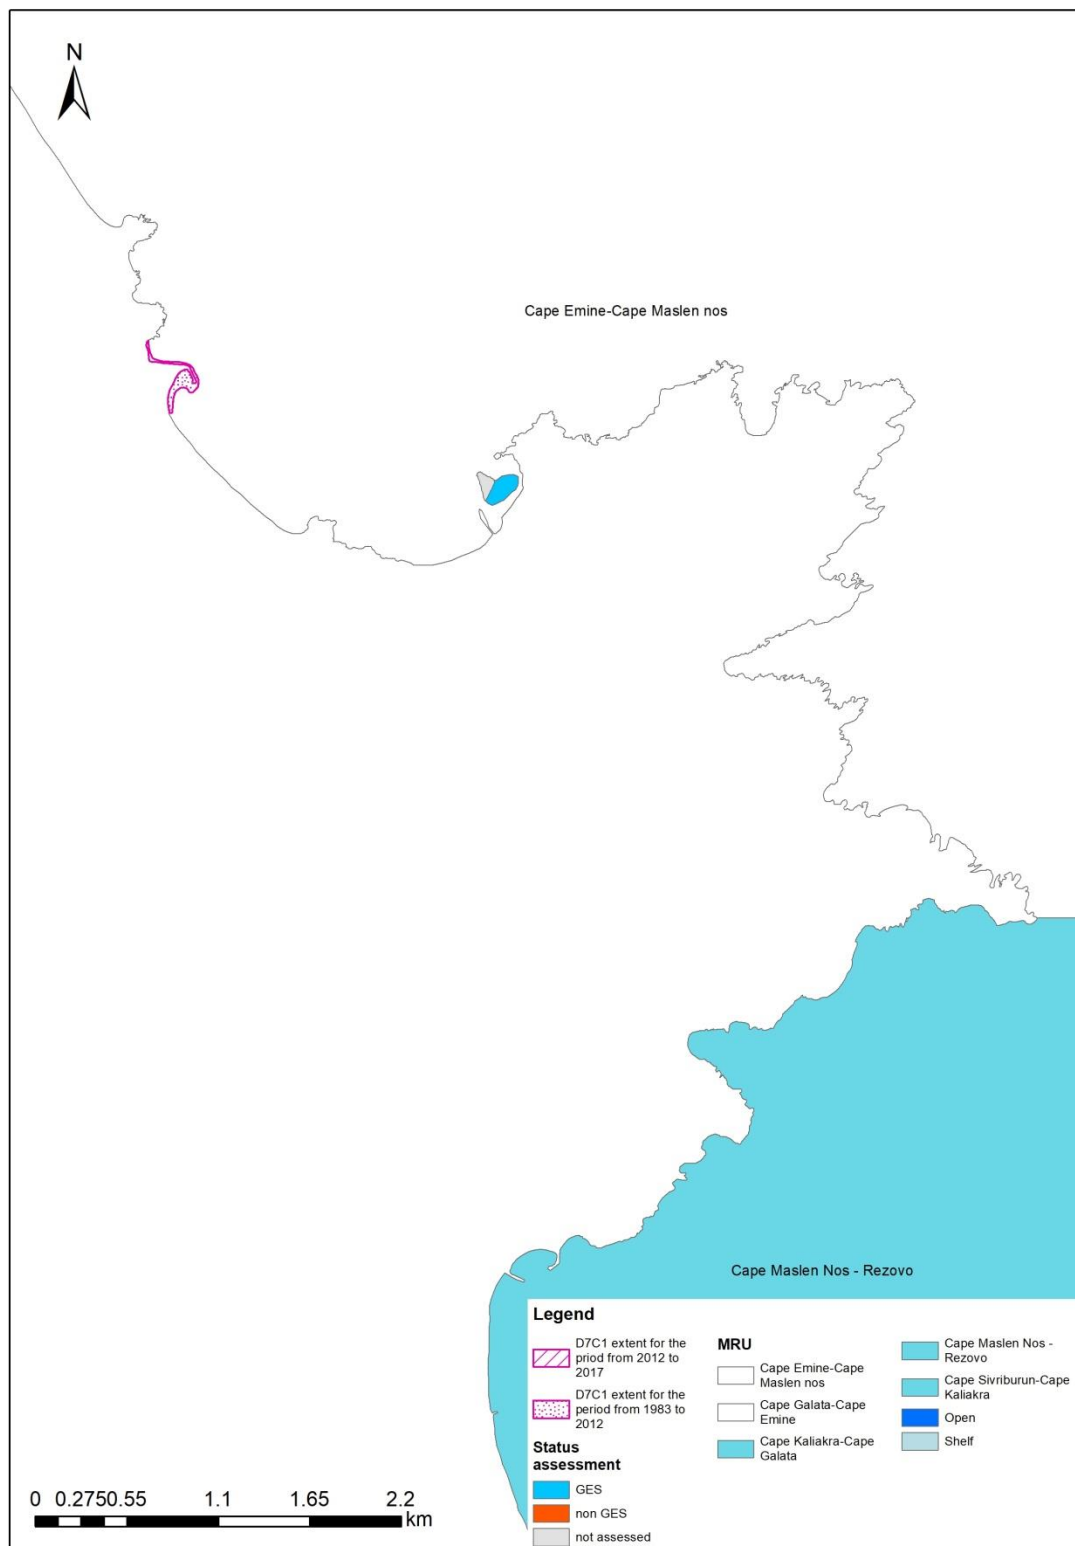 N
Cape Emine-Cape Maslen nos
Cape Maslen Nos - Rezovo
Legend
D7C1 extent for the
priod from 2012 to
2017
D7C1 extent for the
period from 1983 to
2012
Status
assessment
GES
non GES
not assessed
MRU
Cape Emine-Cape
Maslen nos
Cape Galata-Cape
Emine
Cape Kaliakra-Cape
Galata
Cape Maslen Nos -
Rezovo
Cape Sivriburun-Cape
Kaliakra
Open
Shelf
0 0.275 0.55 1.1 1.65 2.2
km